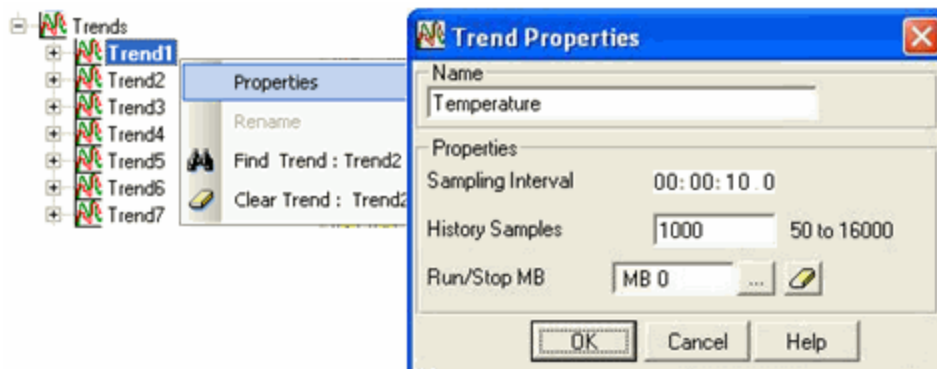 Trends
Trend1
Trend2
Trend3
Trend4
Trend5
Trend6
Trend7
Properties
Rename
Find Trend : Trend2
Clear Trend : Trend2
Trend Properties
Name
Temperature
Properties
Sampling Interval 00:00:10.0
History Samples 1000 50 to 16000
Run/Stop MB MB 0 ...
OK Cancel Help